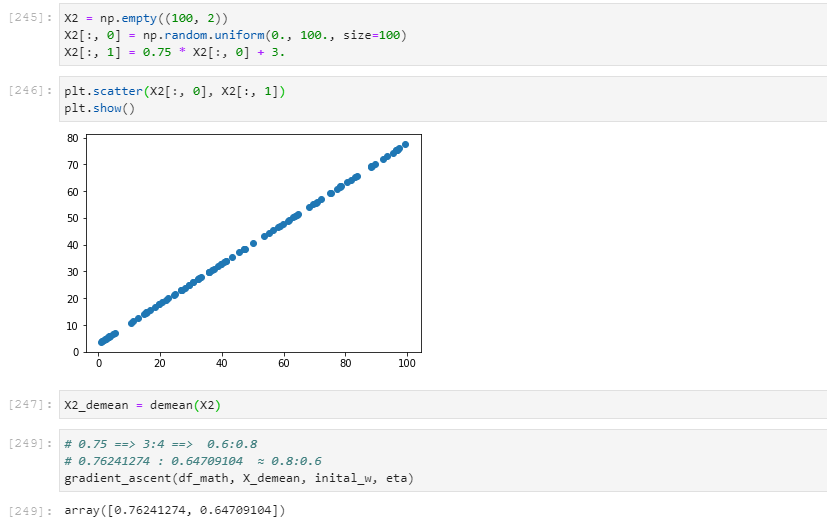 [245]:
X2 = np.empty((100, 2))
X2[:, 0] = np.random.uniform(0., 100., size=100)
X2[:, 1] = 0.75 * X2[:, 0] + 3.
[246]:
plt.scatter(X2[:, 0], X2[:, 1])
plt.show()
80
70
60
50
40
30
20
10
0
0 20 40 60 80 100
[247]:
X2_demean = demean(X2)
[249]:
# 0.75 ==> 3:4 ==>  0.6:0.8
# 0.76241274 : 0.64709104  ≈ 0.8:0.6
gradient_ascent(df_math, X_demean, inital_w, eta)
[249]:
array([0.76241274, 0.64709104])